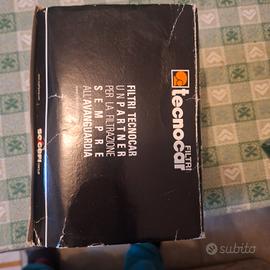 FILTRI
tecnocar
FILTRI TECNOCAR
UN PARTNER
PER LA FILTRAZIONE
SEMPRE
ALL'AVANGUARDIA
subito